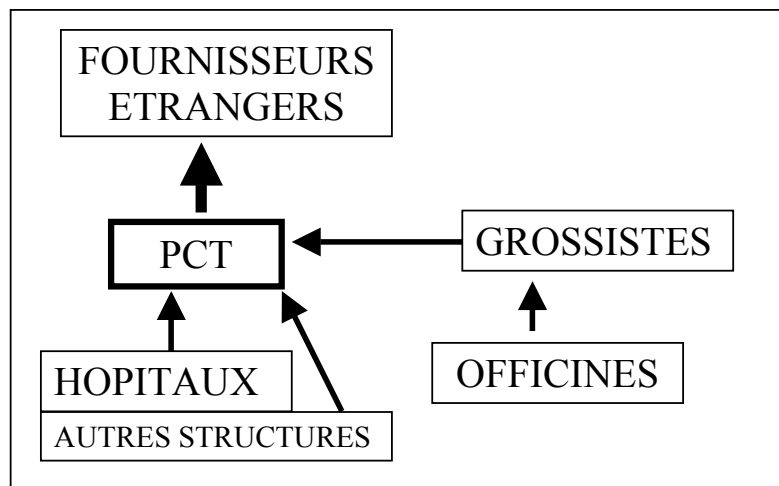 FOURNISSEURS
ETRANGERS
PCT
GROSSISTES
HOPITAUX
OFFICINES
AUTRES STRUCTURES